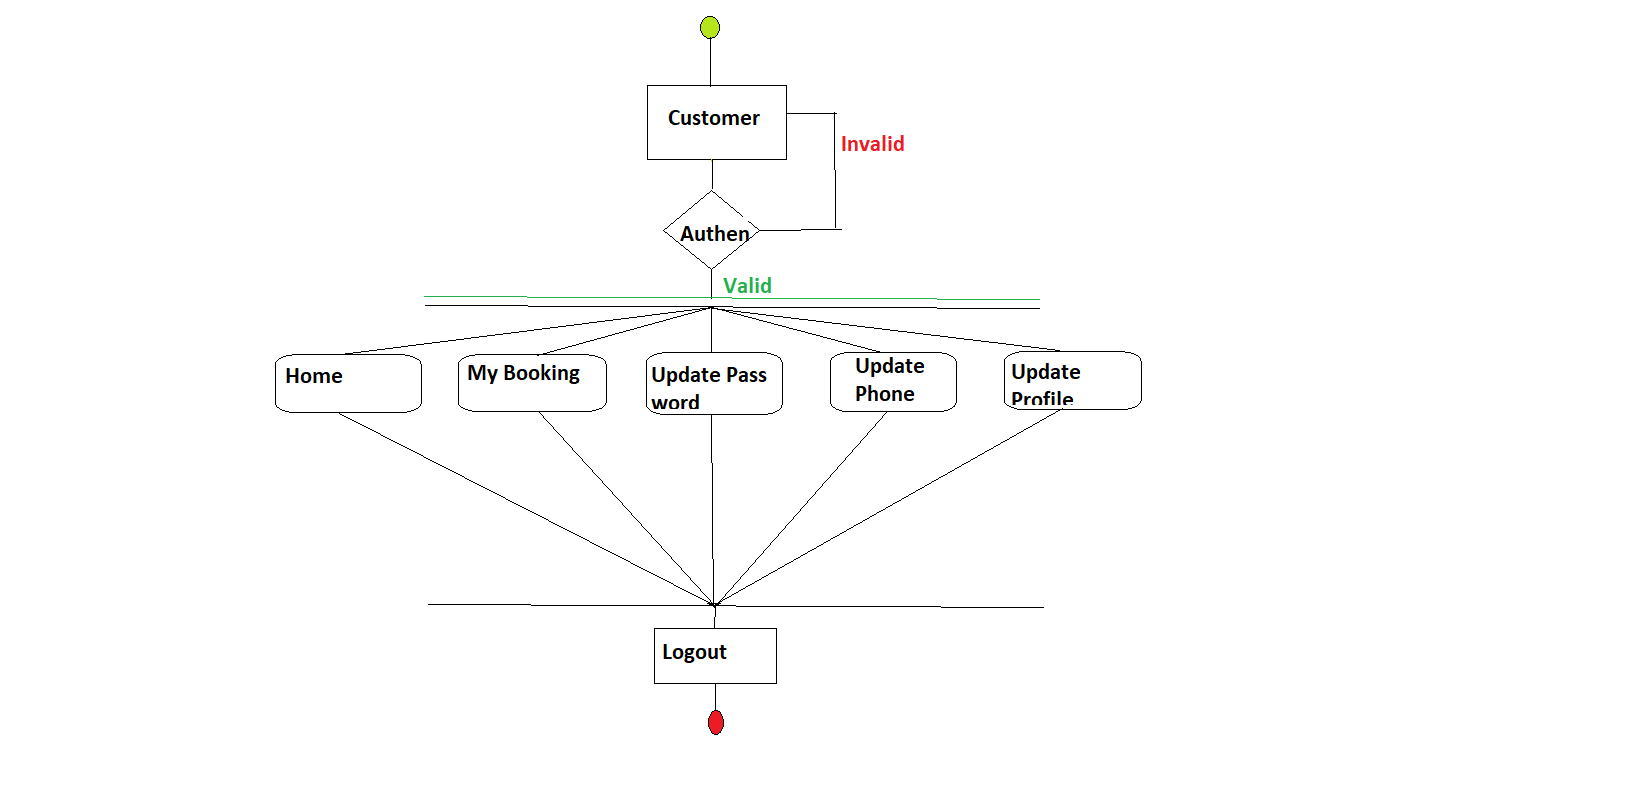 Customer
Invalid
Authen
Valid
Home
My Booking
Update Pass
word
Update
Phone
Update
Profile
Logout